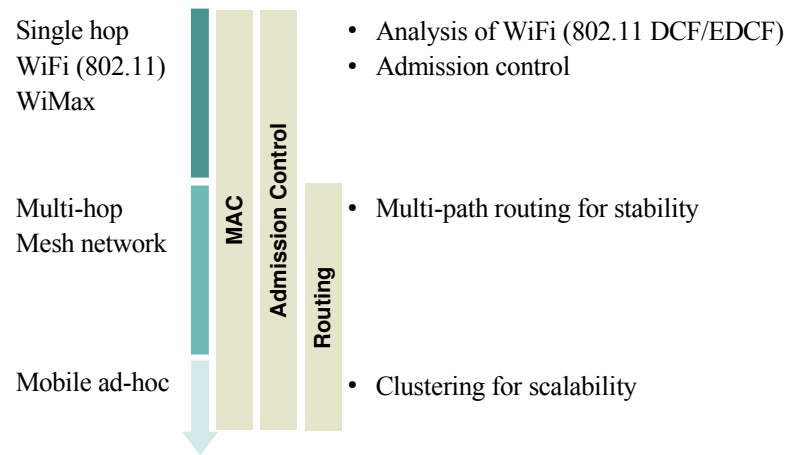 Single hop
WiFi (802.11)
WiMax
• Analysis of WiFi (802.11 DCF/EDCF)
• Admission control
Multi-hop
Mesh network
• Multi-path routing for stability
Mobile ad-hoc
• Clustering for scalability
MAC
Admission Control
Routing